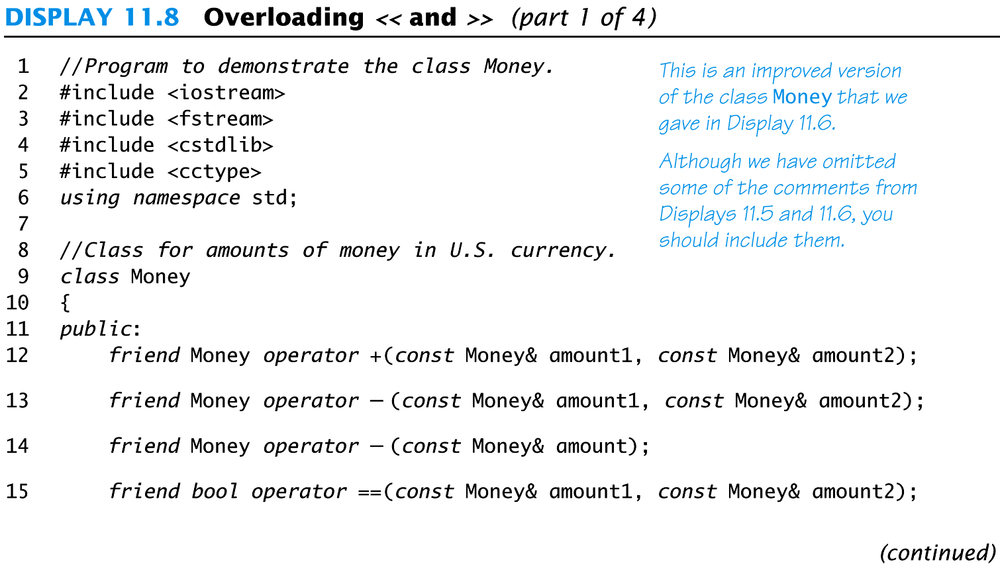 DISPLAY 11.8 Overloading << and >> (part 1 of 4)
1 //Program to demonstrate the class Money.
2 #include <iostream>
3 #include <fstream>
4 #include <cstdlib>
5 #include <cctype>
6 using namespace std;
7
8 //Class for amounts of money in U.S. currency.
9 class Money
10 {
11 public:
12 friend Money operator +(const Money& amount1, const Money& amount2);
13 friend Money operator — (const Money& amount1, const Money& amount2);
14 friend Money operator — (const Money& amount);
15 friend bool operator ==(const Money& amount1, const Money& amount2);
This is an improved version
of the class Money that we
gave in Display 11.6.
Although we have omitted
some of the comments from
Displays 11.5 and 11.6, you
should include them.
(continued)